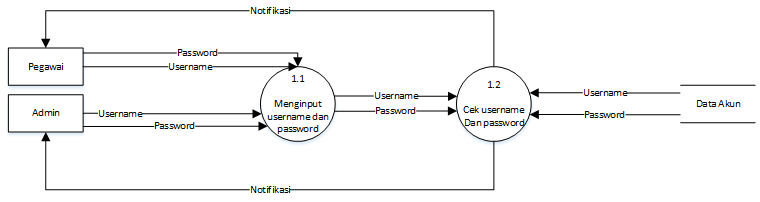 Notifikasi
Password
Pegawai
Username
1.1
1.2
Menginput
username dan
password
Username
Password
Cek username
Dan password
Username
Password
Data Akun
Admin
Username
Password
Notifikasi